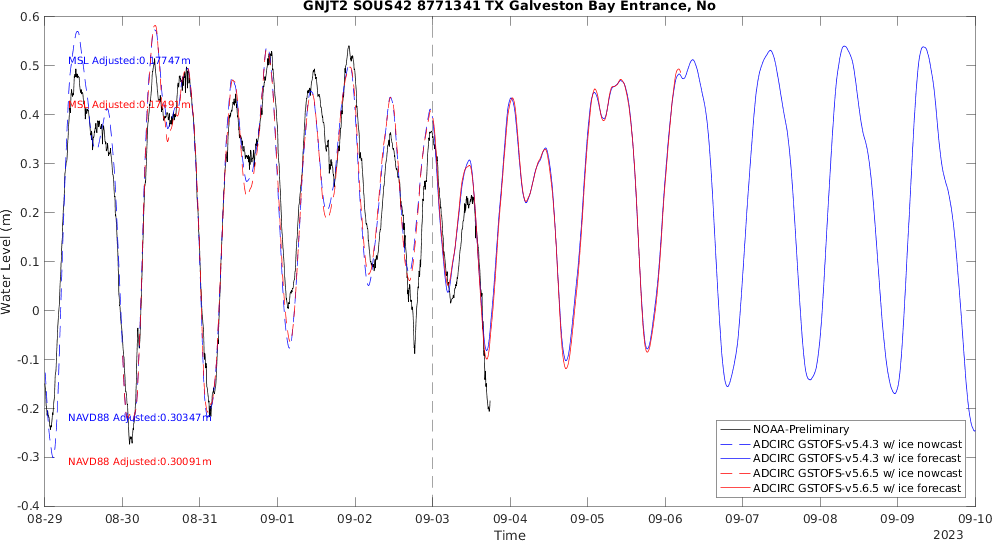 GNJT2 SOUS42 8771341 TX Galveston Bay Entrance, No
0.6
0.5
0.4
0.3
0.2
0.1
0
-0.1
-0.2
-0.3
-0.4
Water Level (m)
MSL Adjusted:0.17747m
MSL Adjusted:0.17491m
NAVD88 Adjusted:0.30347m
NAVD88 Adjusted:0.30091m
NOAA-Preliminary
ADCIRC GSTOFS-v5.4.3 w/ ice nowcast
ADCIRC GSTOFS-v5.4.3 w/ ice forecast
ADCIRC GSTOFS-v5.6.5 w/ ice nowcast
ADCIRC GSTOFS-v5.6.5 w/ ice forecast
08-29 08-30 08-31 09-01 09-02 09-03 09-04 09-05 09-06 09-07 09-08 09-09 09-10
Time
2023